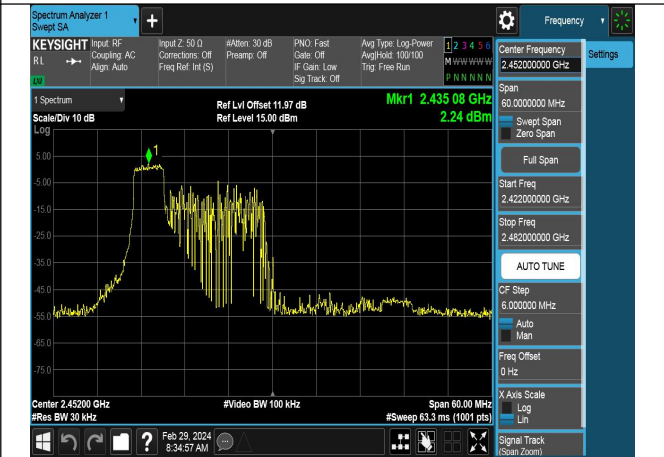 Spectrum Analyzer 1
Swept SA
+
Frequency
KEYSIGHT
RL
Input: RF
Coupling: AC
Align: Auto
Input Z: 50 Ω
Corrections: Off
Freq Ref: Int (S)
#Atten: 30 dB
Preamp: Off
PNO: Fast
Gate: Off
IF Gain: Low
Sig Track: Off
Avg Type: Log-Power
Avg|Hold: 100/100
Trig: Free Run
1 2 3 4 5 6
M W W W W W
P N N N N N
LXI
1 Spectrum
Scale/Div 10 dB
Log
Ref Lvl Offset 11.97 dB
Ref Level 15.00 dBm
Mkr1 2.435 08 GHz
2.24 dBm
1
5.00
-5.00
-15.0
-25.0
-35.0
-45.0
-55.0
-65.0
-75.0
Center 2.45200 GHz
#Res BW 30 kHz
#Video BW 100 kHz
Span 60.00 MHz
#Sweep 63.3 ms (1001 pts)
Center Frequency
2.452000000 GHz
Settings
Span
60.0000000 MHz
Swept Span
Zero Span
Full Span
Start Freq
2.422000000 GHz
Stop Freq
2.482000000 GHz
AUTO TUNE
CF Step
6.000000 MHz
Auto
Man
Freq Offset
0 Hz
X Axis Scale
Log
Lin
Signal Track
(Span Zoom)
?
Feb 29, 2024
8:34:57 AM